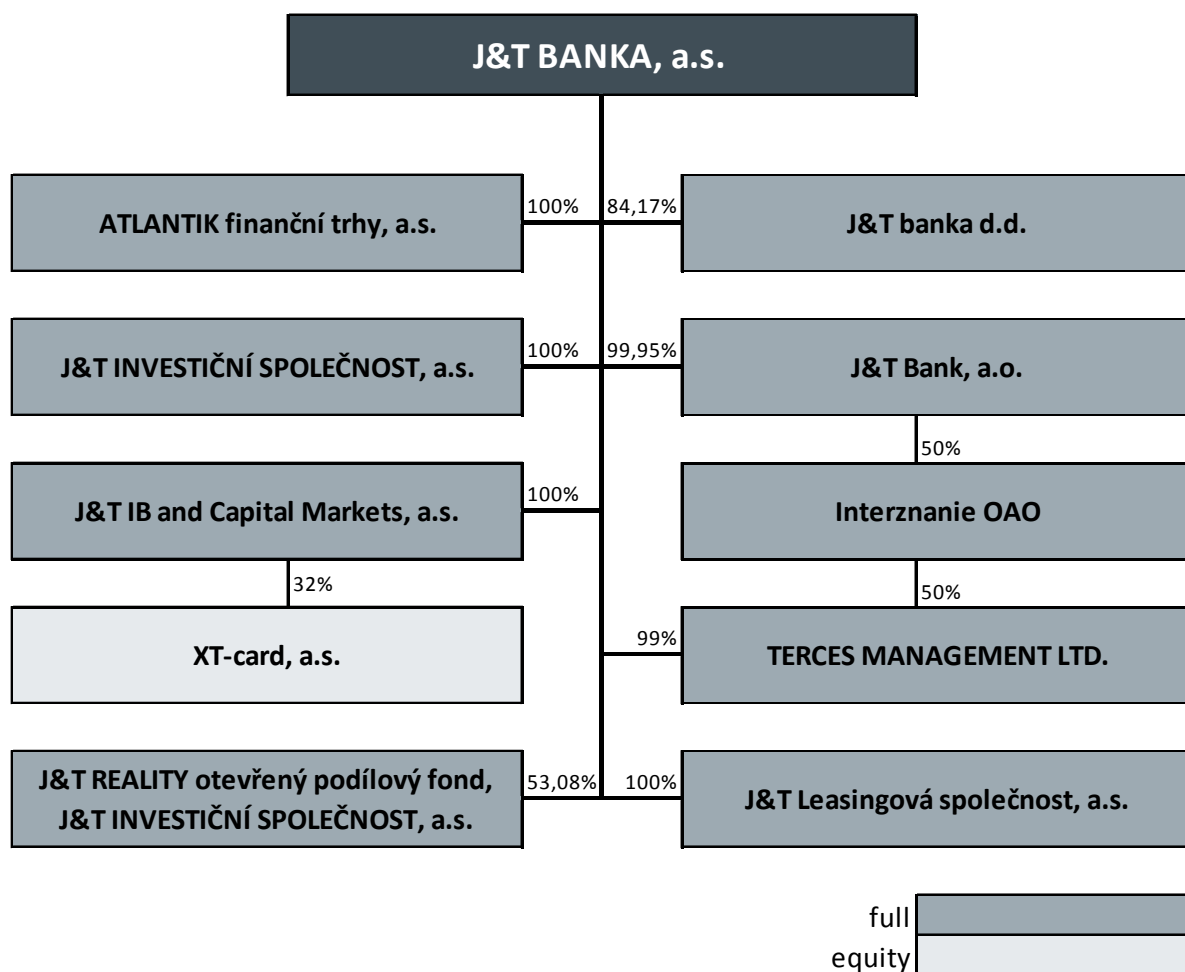 J&T BANKA, a.s.
ATLANTIK finanční trhy, a.s.
100%
84,17%
J&T banka d.d.
J&T INVESTIČNÍ SPOLEČNOST, a.s.
100%
99,95%
J&T Bank, a.o.
50%
J&T IB and Capital Markets, a.s.
100%
Interznanie OAO
32%
50%
XT-card, a.s.
99%
TERCES MANAGEMENT LTD.
J&T REALITY otevřený podílový fond,
J&T INVESTIČNÍ SPOLEČNOST, a.s.
53,08%
100%
J&T Leasingová společnost, a.s.
full
equity